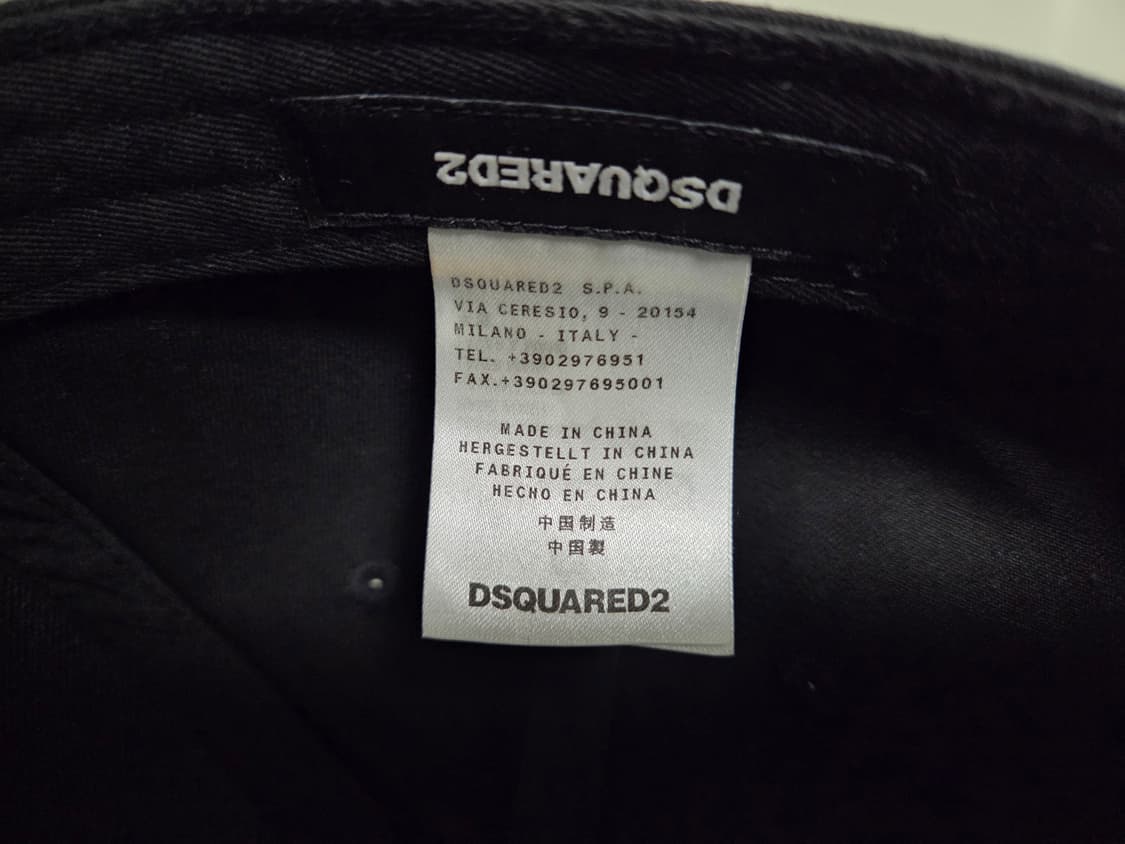 DSQUARED2
DSQUARED2 S.P.A.
VIA CERESIO, 9 - 20154
MILANO - ITALY -
TEL. +3902976951
FAX.+390297695001
MADE IN CHINA
HERGESTELLT IN CHINA
FABRIQUÉ EN CHINE
HECHO EN CHINA
中国制造
中国製
DSQUARED2